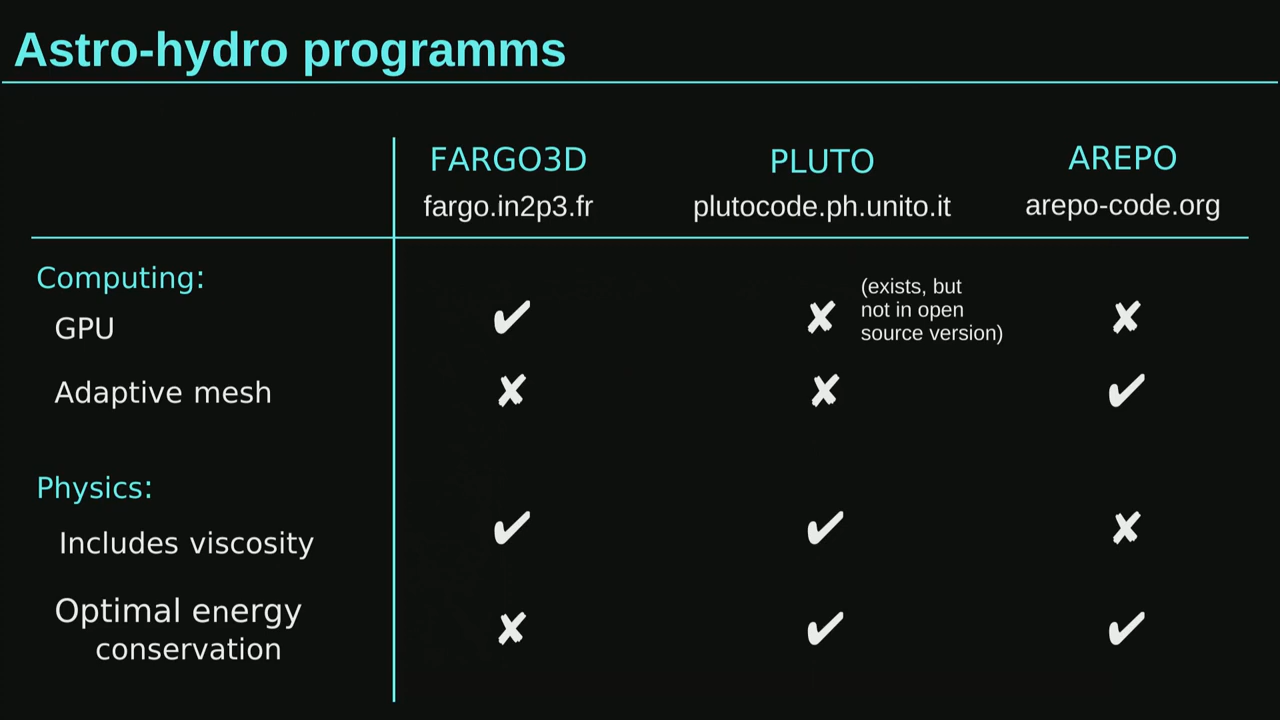 Astro-hydro programms
FARGO3D PLUTO AREPO
fargo.in2p3.fr plutocode.ph.unito.it arepo-code.org
Computing:
GPU ✔ ✘ (exists, but
not in open
source version) ✘
Adaptive mesh ✘ ✘ ✔
Physics:
Includes viscosity ✔ ✔ ✘
Optimal energy
conservation ✘ ✔ ✔